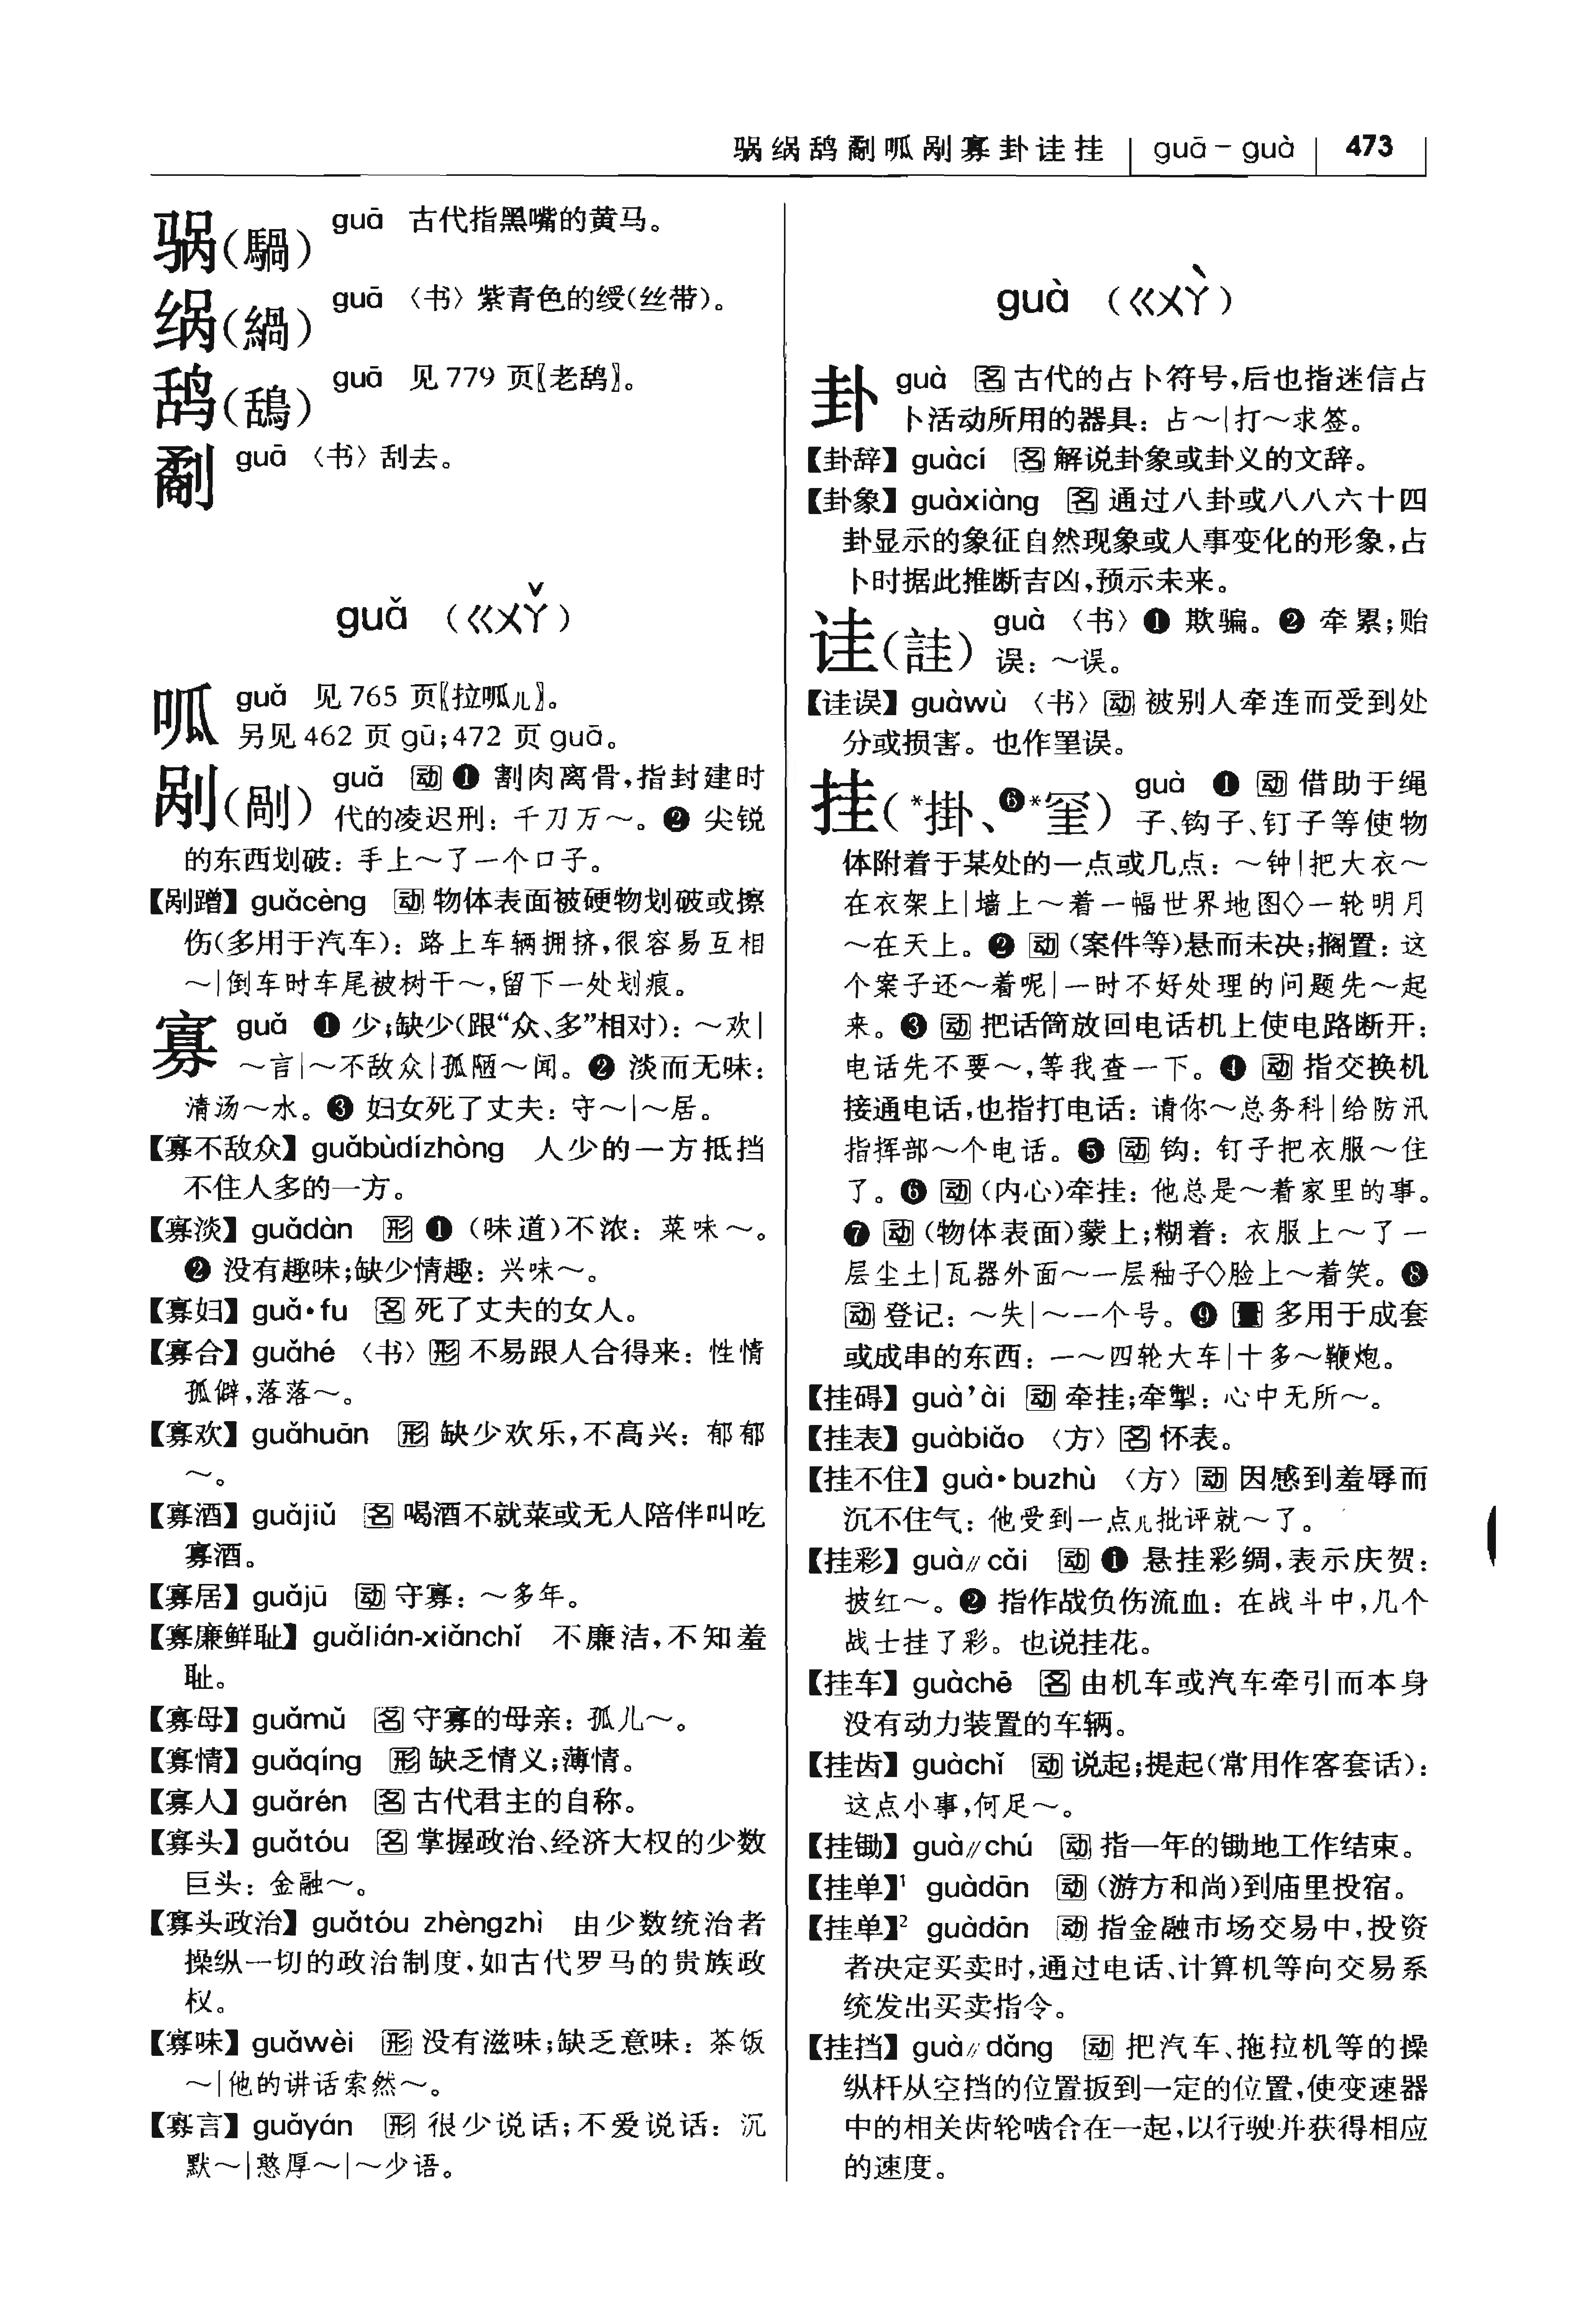 䯄緺鸹劀呱剐寡卦诖挂 guā－guà 473
䯄(騧) guā 古代指黑嘴的黄马。
𫄨(緺) guā 〈书〉紫青色的绶(丝带)。
鸹(鴰) guā 见 779 页〖老鸹〗。
劀 guā 〈书〉刮去。
guǎ (ㄍㄨㄚˇ)
呱 guǎ 见 765 页〖拉呱儿〗。
另见 462 页 gū;472 页 guā。
剐(剮) guǎ 动 ❶ 割肉离骨,指封建时
代的凌迟刑：千刀万～。❷ 尖锐
的东西划破：手上～了一个口子。
【剐蹭】guǎcèng 动 物体表面被硬物划破或擦
伤(多用于汽车)：路上车辆拥挤,很容易互相
～|倒车时车尾被树干～,留下一处划痕。
寡 guǎ ❶ 少;缺少(跟“众、多”相对)：～欢|
～言|～不敌众|孤陋～闻。❷ 淡而无味：
清汤～水。❸ 妇女死了丈夫：守～|～居。
【寡不敌众】guǎbùdízhòng 人少的一方抵挡
不住人多的一方。
【寡淡】guǎdàn 形 ❶ (味道)不浓：菜味～。
❷ 没有趣味;缺少情趣：兴味～。
【寡妇】guǎ•fu 名 死了丈夫的女人。
【寡合】guǎhé 〈书〉形 不易跟人合得来：性情
孤僻,落落～。
【寡欢】guǎhuān 形 缺少欢乐,不高兴：郁郁
～。
【寡酒】guǎjiǔ 名 喝酒不就菜或无人陪伴叫吃
寡酒。
【寡居】guǎjū 动 守寡：～多年。
【寡廉鲜耻】guǎlián-xiǎnchǐ 不廉洁,不知羞
耻。
【寡母】guǎmǔ 名 守寡的母亲：孤儿～。
【寡情】guǎqíng 形 缺乏情义;薄情。
【寡人】guǎrén 名 古代君主的自称。
【寡头】guǎtóu 名 掌握政治、经济大权的少数
巨头：金融～。
【寡头政治】guǎtóu zhèngzhì 由少数统治者
操纵一切的政治制度,如古代罗马的贵族政
权。
【寡味】guǎwèi 形 没有滋味;缺乏意味：茶饭
～|他的讲话索然～。
【寡言】guǎyán 形 很少说话;不爱说话：沉
默～|憨厚～|～少语。
guà (ㄍㄨㄚˋ)
卦 guà 名 古代的占卜符号,后也指迷信占
卜活动所用的器具：占～|打～求签。
【卦辞】guàcí 名 解说卦象或卦义的文辞。
【卦象】guàxiàng 名 通过八卦或八八六十四
卦显示的象征自然现象或人事变化的形象,占
卜时据此推断吉凶,预示未来。
诖(註) guà 〈书〉❶ 欺骗。❷ 牵累;贻
误：～误。
【诖误】guàwù 〈书〉动 被别人牵连而受到处
分或损害。也作罣误。
挂(*掛、❻*罣) guà ❶ 动 借助于绳
子、钩子、钉子等使物
体附着于某处的一点或几点：～钟|把大衣～
在衣架上|墙上～着一幅世界地图◇一轮明月
～在天上。❷ 动 (案件等)悬而未决;搁置：这
个案子还～着呢|一时不好处理的问题先～起
来。❸ 动 把话筒放回电话机上使电路断开：
电话先不要～,等我查一下。❹ 动 指交换机
接通电话,也指打电话：请你～总务科|给防汛
指挥部～个电话。❺ 动 钩：钉子把衣服～住
了。❻ 动 (内心)牵挂：他总是～着家里的事。
❼ 动 (物体表面)蒙上;糊着：衣服上～了一
层尘土|瓦器外面～一层釉子◇脸上～着笑。❽
动 登记：～失|～一个号。❾ 量 多用于成套
或成串的东西：一～四轮大车|十多～鞭炮。
【挂碍】guà’ài 动 牵挂;牵掣：心中无所～。
【挂表】guàbiǎo 〈方〉名 怀表。
【挂不住】guà•buzhù 〈方〉动 因感到羞辱而
沉不住气：他受到一点儿批评就～了。
【挂彩】guà∥cǎi 动 ❶ 悬挂彩绸,表示庆贺：
披红～。❷ 指作战负伤流血：在战斗中,几个
战士挂了彩。也说挂花。
【挂车】guàchē 名 由机车或汽车牵引而本身
没有动力装置的车辆。
【挂齿】guàchǐ 动 说起;提起(常用作客套话)：
这点小事,何足～。
【挂锄】guà∥chú 动 指一年的锄地工作结束。
【挂单】¹ guàdān 动 (游方和尚)到庙里投宿。
【挂单】² guàdān 动 指金融市场交易中,投资
者决定买卖时,通过电话、计算机等向交易系
统发出买卖指令。
【挂挡】guà∥dǎng 动 把汽车、拖拉机等的操
纵杆从空挡的位置扳到一定的位置,使变速器
中的相关齿轮啮合在一起,以行驶并获得相应
的速度。